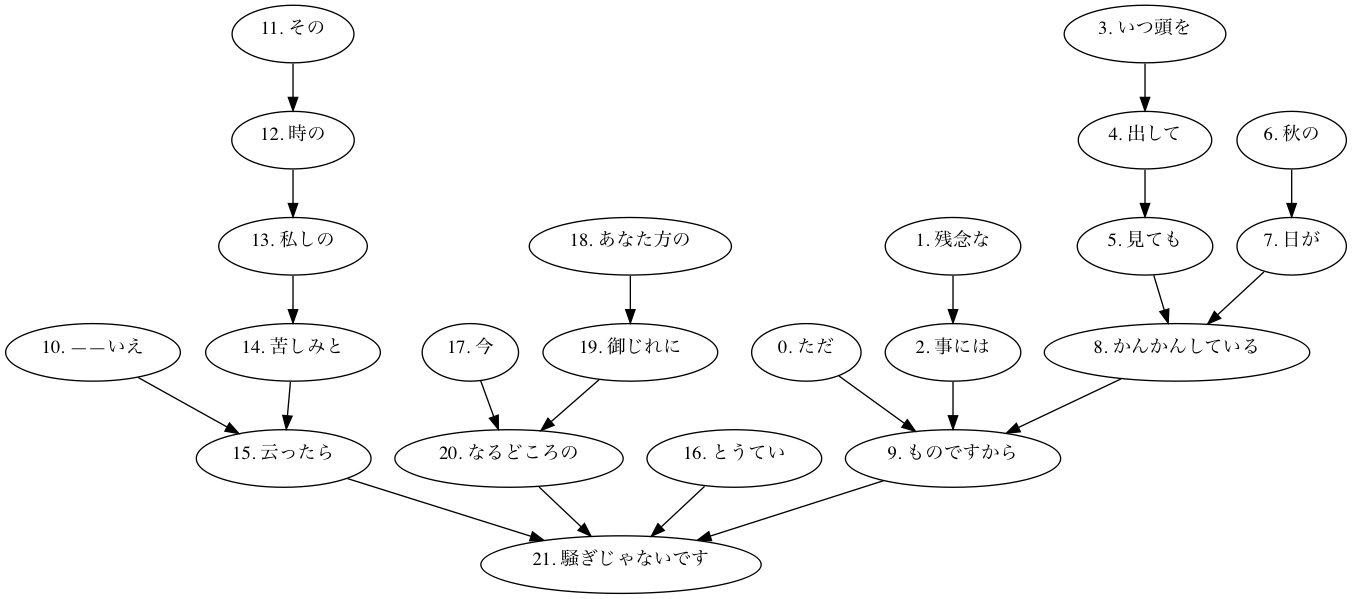 11. その
3. いつ頭を
12. 時の
4. 出して
6. 秋の
13. 私しの
18. あなた方の
1. 残念な
5. 見ても
7. 日が
10. ――いえ
14. 苦しみと
17. 今
19. 御じれに
0. ただ
2. 事には
8. かんかんしている
15. 云ったら
20. なるどころの
16. とうてい
9. ものですから
21. 騒ぎじゃないです